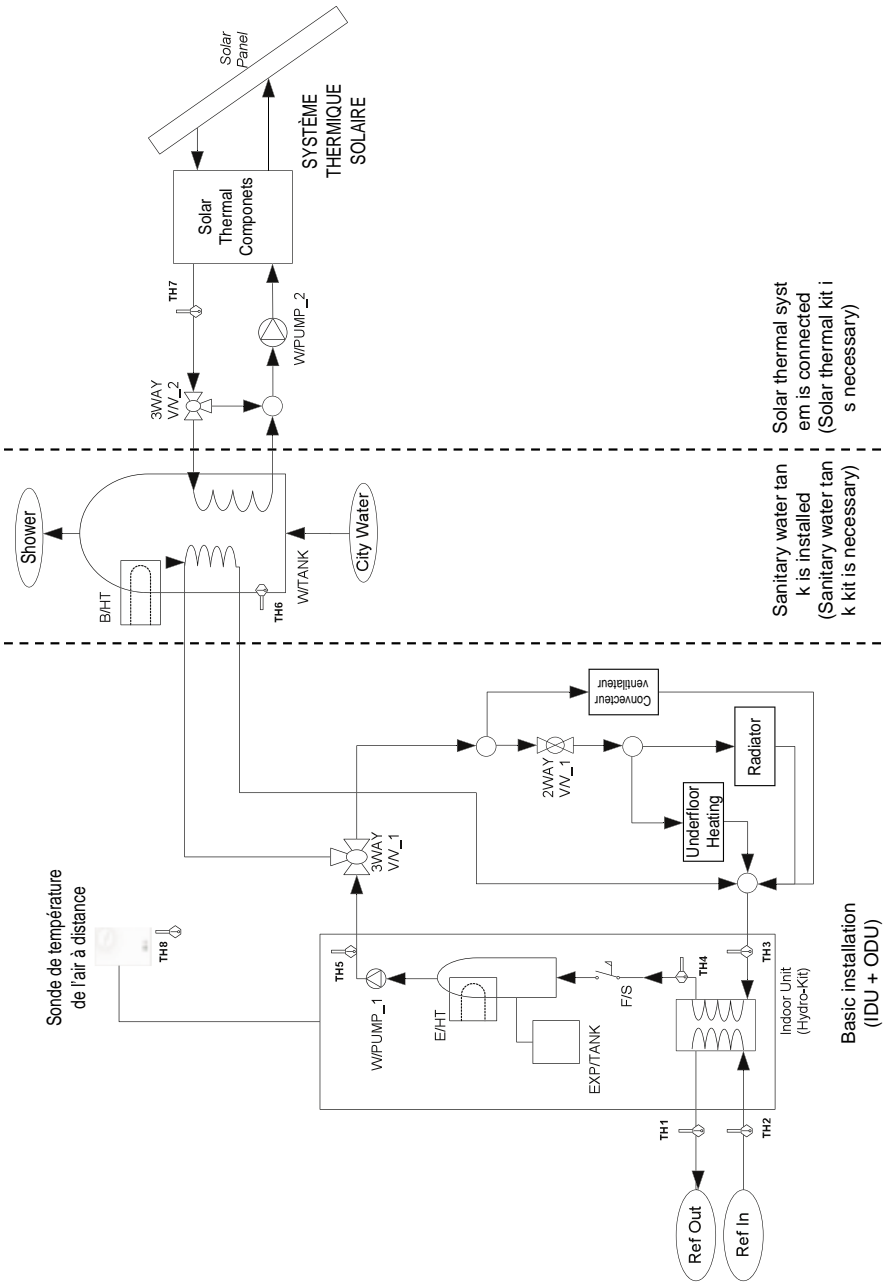 Sonde de température
de l'air à distance
TH8
Ref Out
Ref In
TH1
TH2
W/PUMP_1
E/HT
EXP/TANK
F/S
TH5
TH4
TH3
Indoor Unit
(Hydro-Kit)
3WAY
V/V_1
2WAY
V/V_1
Convecteur
ventilateur
Radiator
Underfloor
Heating
Basic installation
(IDU + ODU)
Shower
B/HT
TH6
W/TANK
City Water
Sanitary water tan
k is installed
(Sanitary water tan
k kit is necessary)
3WAY
V/V_2
TH7
W/PUMP_2
Solar
Thermal
Componets
Solar
Panel
SYSTÈME
THERMIQUE
SOLAIRE
Solar thermal syst
em is connected
(Solar thermal kit i
s necessary)